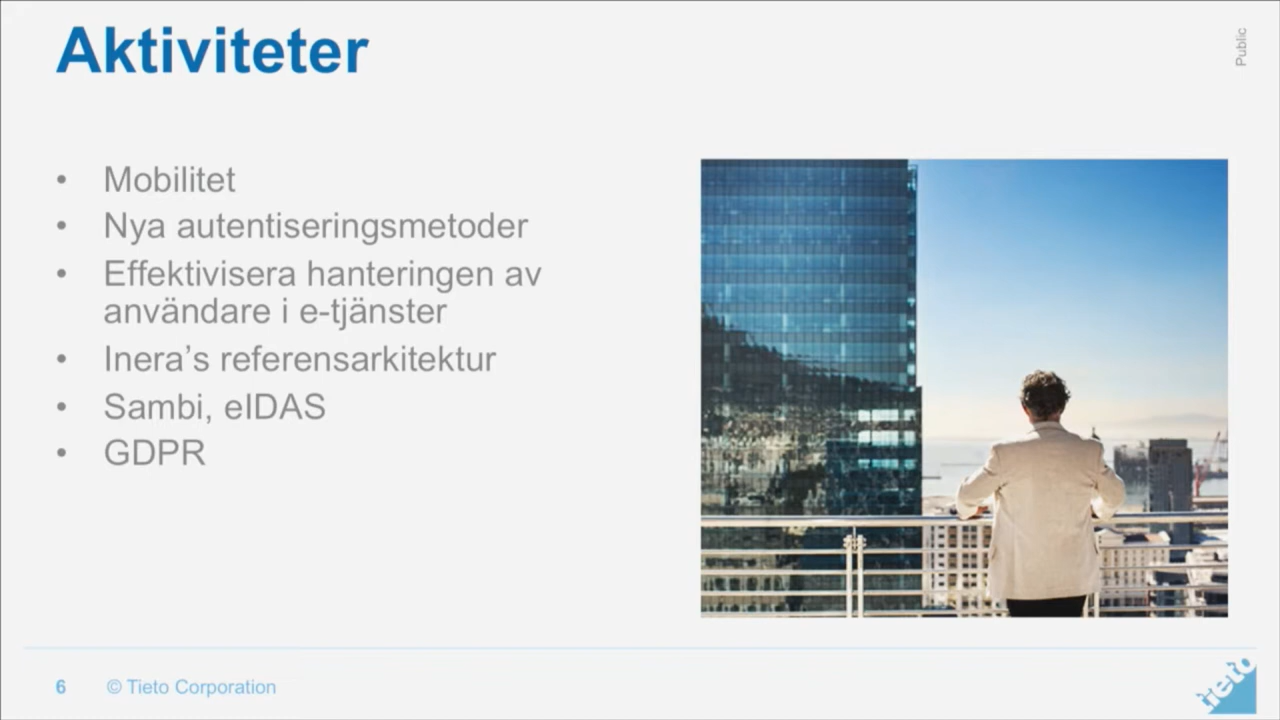 Aktiviteter
Public
• Mobilitet
• Nya autentiseringsmetoder
• Effektivisera hanteringen av
användare i e-tjänster
• Inera’s referensarkitektur
• Sambi, eIDAS
• GDPR
6 © Tieto Corporation
tieto